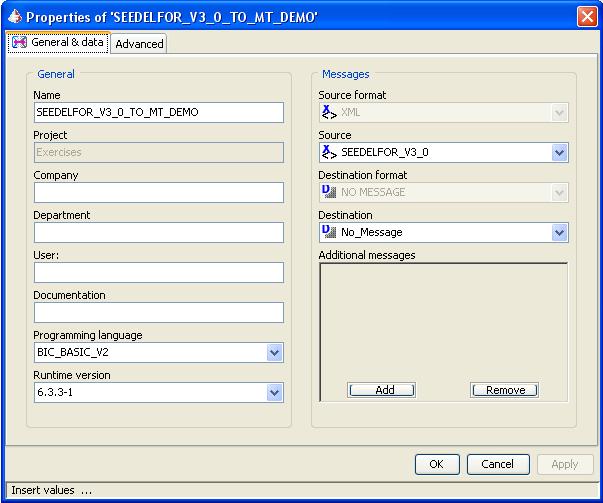 Properties of 'SEEDELFOR_V3_0_TO_MT_DEMO'
General & data
Advanced
General
Name
SEEDELFOR_V3_0_TO_MT_DEMO
Project
Exercises
Company
Department
User:
Documentation
Programming language
BIC_BASIC_V2
Runtime version
6.3.3-1
Messages
Source format
XML
Source
SEEDELFOR_V3_0
Destination format
NO MESSAGE
Destination
No_Message
Additional messages
Add
Remove
OK
Cancel
Apply
Insert values ...